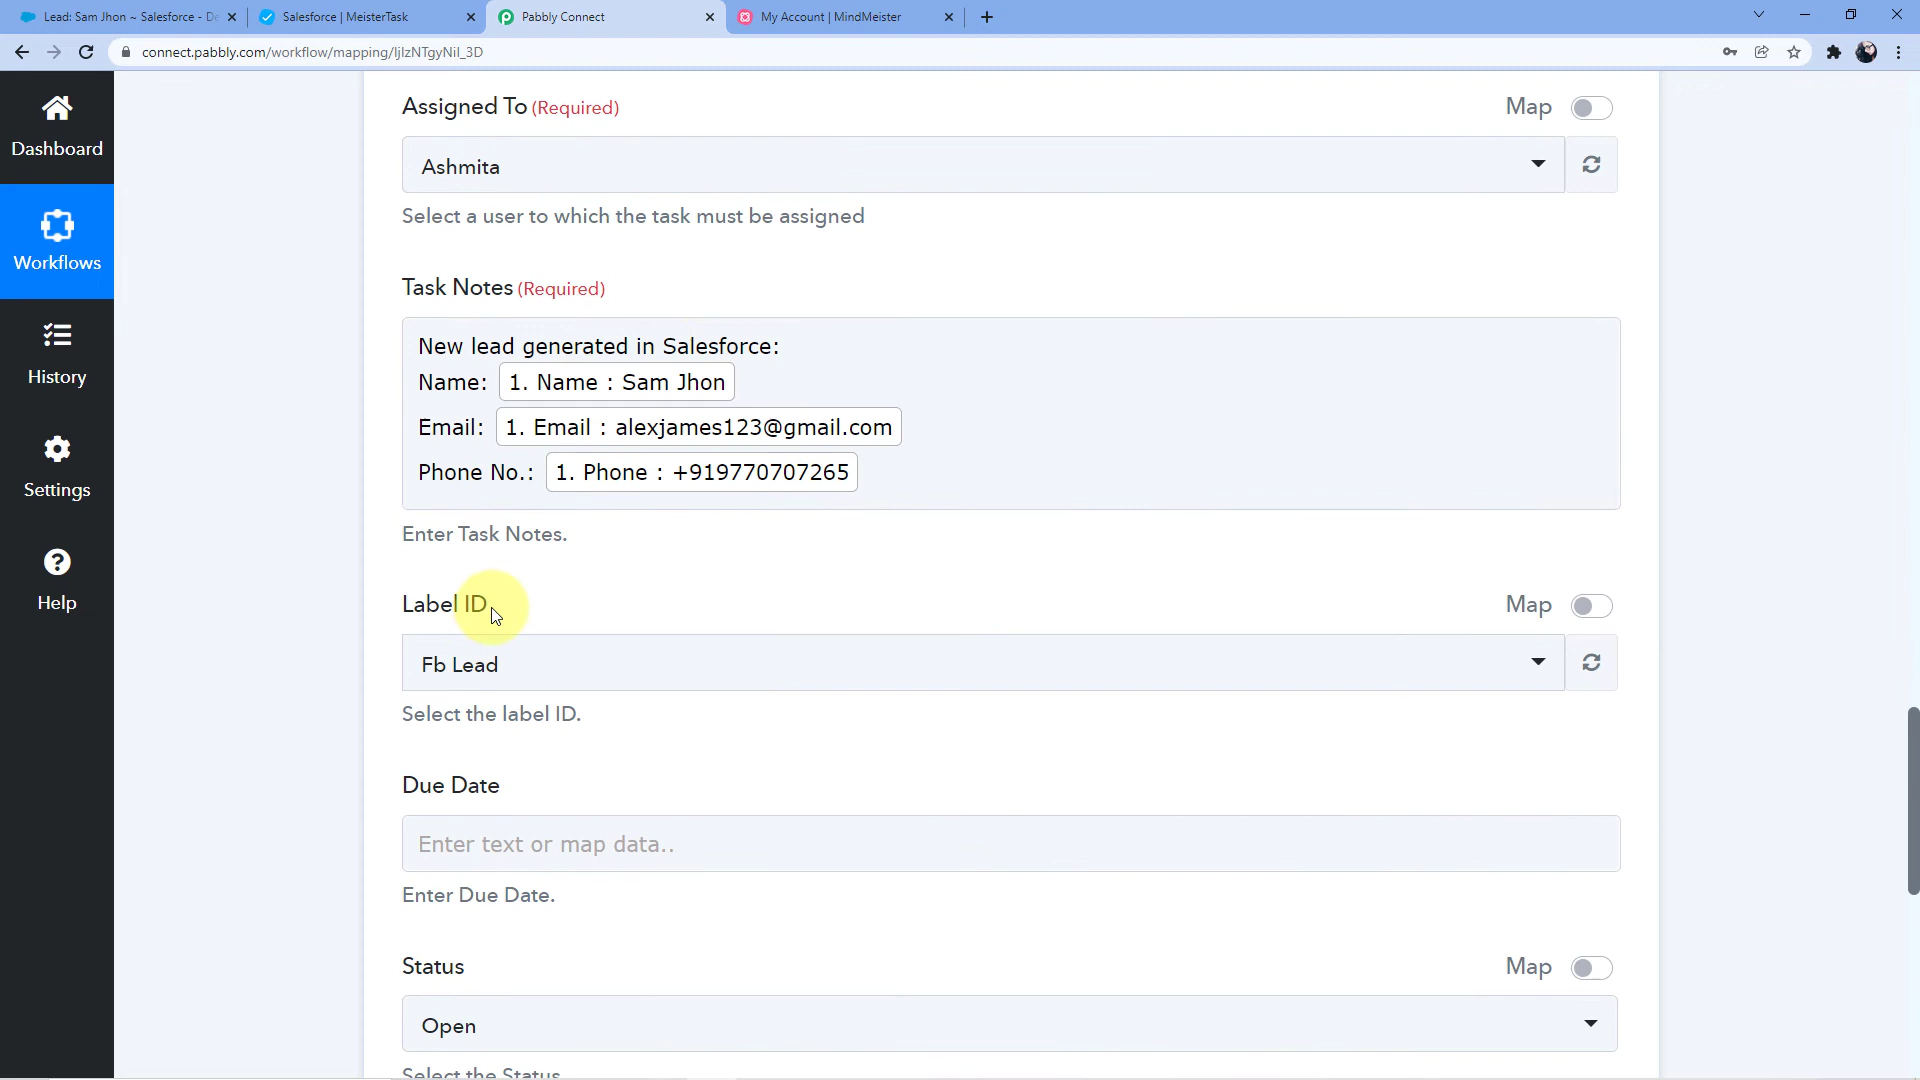 Lead: Sam Jhon ~ Salesforce - De
Salesforce | MeisterTask
Pabbly Connect
My Account | MindMeister
connect.pabbly.com/workflow/mapping/IjIzNTgyNiI_3D
Dashboard
Workflows
History
Settings
Help
Assigned To (Required)
Map
Ashmita
Select a user to which the task must be assigned
Task Notes (Required)
New lead generated in Salesforce:
Name: 1. Name : Sam Jhon
Email: 1. Email : alexjames123@gmail.com
Phone No.: 1. Phone : +919770707265
Enter Task Notes.
Label ID
Map
Fb Lead
Select the label ID.
Due Date
Enter text or map data..
Enter Due Date.
Status
Map
Open
Select the Status